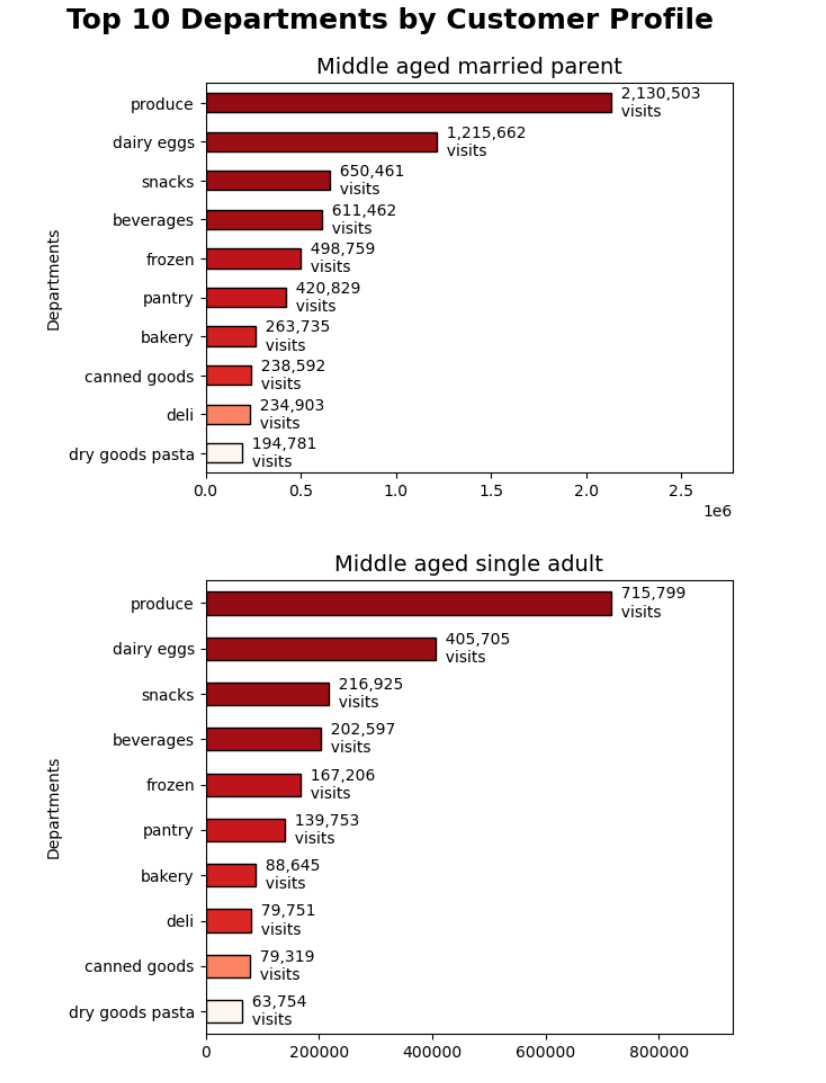 Top 10 Departments by Customer Profile
Middle aged married parent
Departments
produce
2,130,503
visits
dairy eggs
1,215,662
visits
snacks
650,461
visits
beverages
611,462
visits
frozen
498,759
visits
pantry
420,829
visits
bakery
263,735
visits
canned goods
238,592
visits
deli
234,903
visits
dry goods pasta
194,781
visits
0.0 0.5 1.0 1.5 2.0 2.5
1e6
Middle aged single adult
Departments
produce
715,799
visits
dairy eggs
405,705
visits
snacks
216,925
visits
beverages
202,597
visits
frozen
167,206
visits
pantry
139,753
visits
bakery
88,645
visits
deli
79,751
visits
canned goods
79,319
visits
dry goods pasta
63,754
visits
0 200000 400000 600000 800000